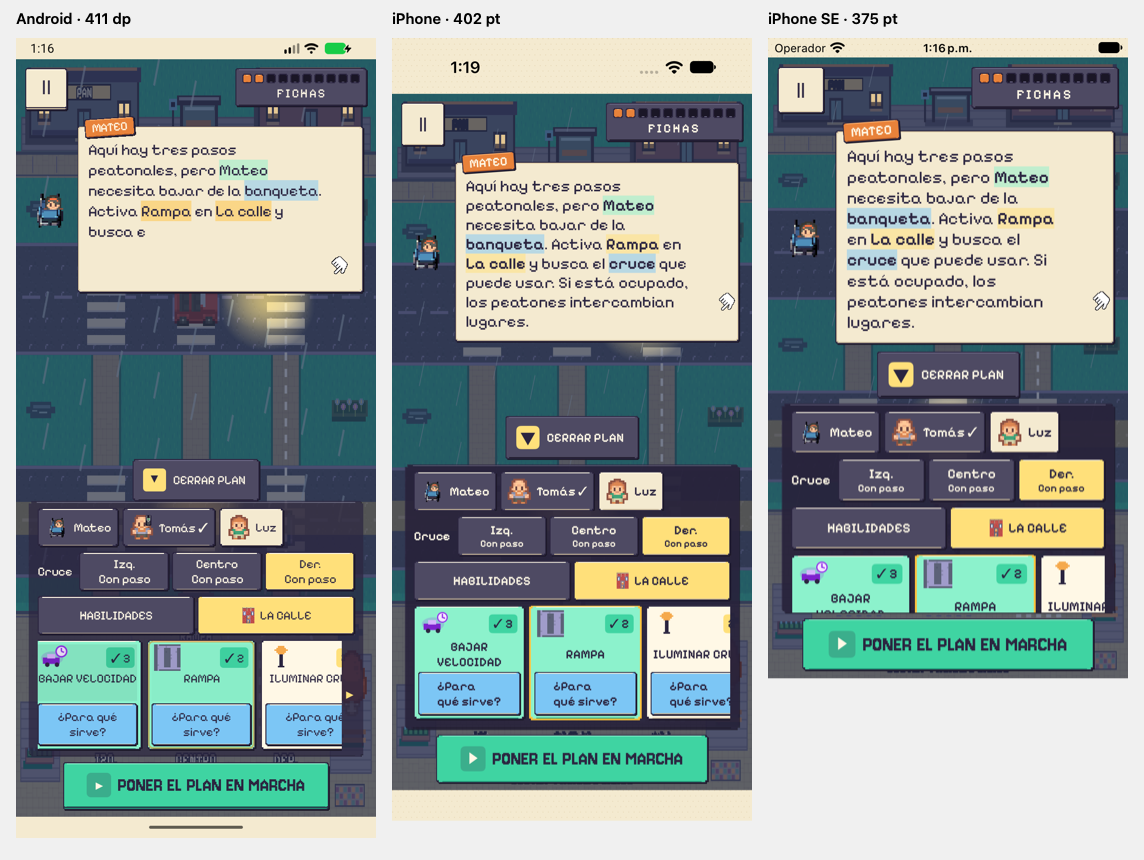 Android · 411 dp
1:16
PAN
FICHAS
MATEO
Aquí hay tres pasos
peatonales, pero Mateo
necesita bajar de la banqueta.
Activa Rampa en La calle y
busca e
CERRAR PLAN
Mateo
Tomás ✓
Luz
Cruce
Izq.
Con paso
Centro
Con paso
Der.
Con paso
HABILIDADES
LA CALLE
✓3
BAJAR VELOCIDAD
¿Para qué
sirve?
✓2
RAMPA
¿Para qué
sirve?
ILUMINAR CRU
¿Para qué
sirve?
IZQ.
CENTRO
DER.
PONER EL PLAN EN MARCHA
iPhone · 402 pt
1:19
FICHAS
MATEO
Aquí hay tres pasos
peatonales, pero Mateo
necesita bajar de la
banqueta. Activa Rampa en
La calle y busca el cruce que
puede usar. Si está ocupado,
los peatones intercambian
lugares.
CERRAR PLAN
Mateo
Tomás ✓
Luz
Cruce
Izq.
Con paso
Centro
Con paso
Der.
Con paso
HABILIDADES
LA CALLE
✓3
BAJAR
VELOCIDAD
¿Para
qué sirve?
✓2
RAMPA
¿Para
qué sirve?
ILUMINAR CRU
¿Para
qué sirve?
PONER EL PLAN EN MARCHA
iPhone SE · 375 pt
Operador
1:16 p.m.
FICHAS
MATEO
Aquí hay tres pasos
peatonales, pero Mateo
necesita bajar de la
banqueta. Activa Rampa
en La calle y busca el
cruce que puede usar. Si
está ocupado, los
peatones intercambian
lugares.
CERRAR PLAN
Mateo
Tomás ✓
Luz
Cruce
Izq.
Con paso
Centro
Con paso
Der.
Con paso
HABILIDADES
LA CALLE
✓3
BAJAR
VELOCIDAD
✓2
RAMPA
ILUMINAR
PONER EL PLAN EN MARCHA